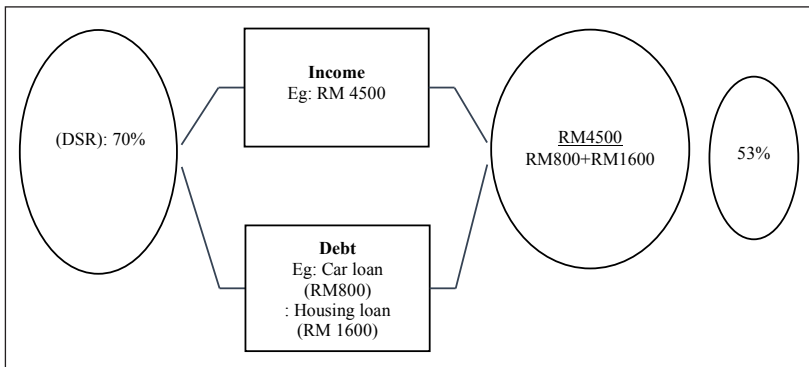 (DSR): 70%
Income
Eg: RM 4500
Debt
Eg: Car loan
(RM800)
: Housing loan
(RM 1600)
RM4500
RM800+RM1600
53%